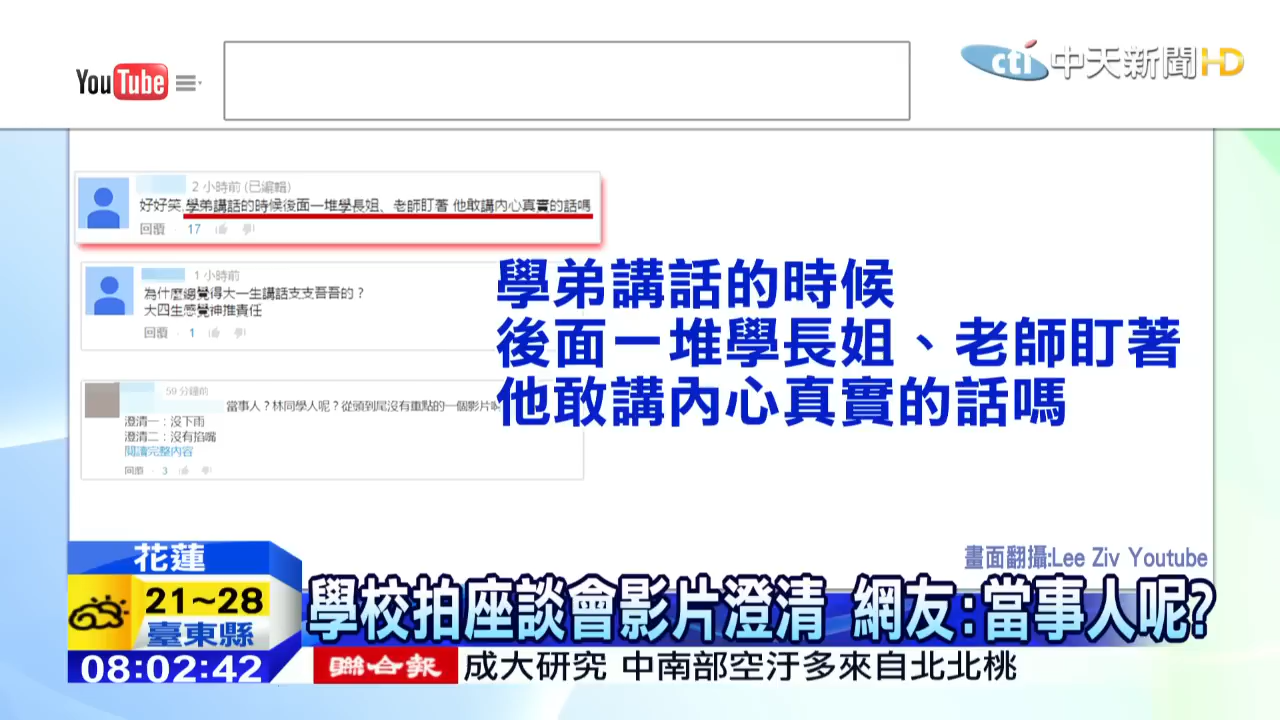 YouTube
cti 中天新聞HD
2 小時前 (已編輯)
好好笑,學弟講話的時候後面一堆學長姐、老師盯著 他敢講內心真實的話嗎
回覆 · 17
1 小時前
為什麼總覺得大一生講話支支吾吾的?
大四生感覺神推責任
回覆 · 1
59 分鐘前
當事人?林同學人呢?從頭到尾沒有重點的一個影片
澄清一:沒下雨
澄清二:沒有掐嘴
閱讀完整內容
回覆 · 3
學弟講話的時候
後面一堆學長姐、老師盯著
他敢講內心真實的話嗎
畫面翻攝:Lee Ziv Youtube
花蓮
21~28
臺東縣
08:02:42
學校拍座談會影片澄清 網友:當事人呢?
聯合報 成大研究 中南部空汙多來自北北桃